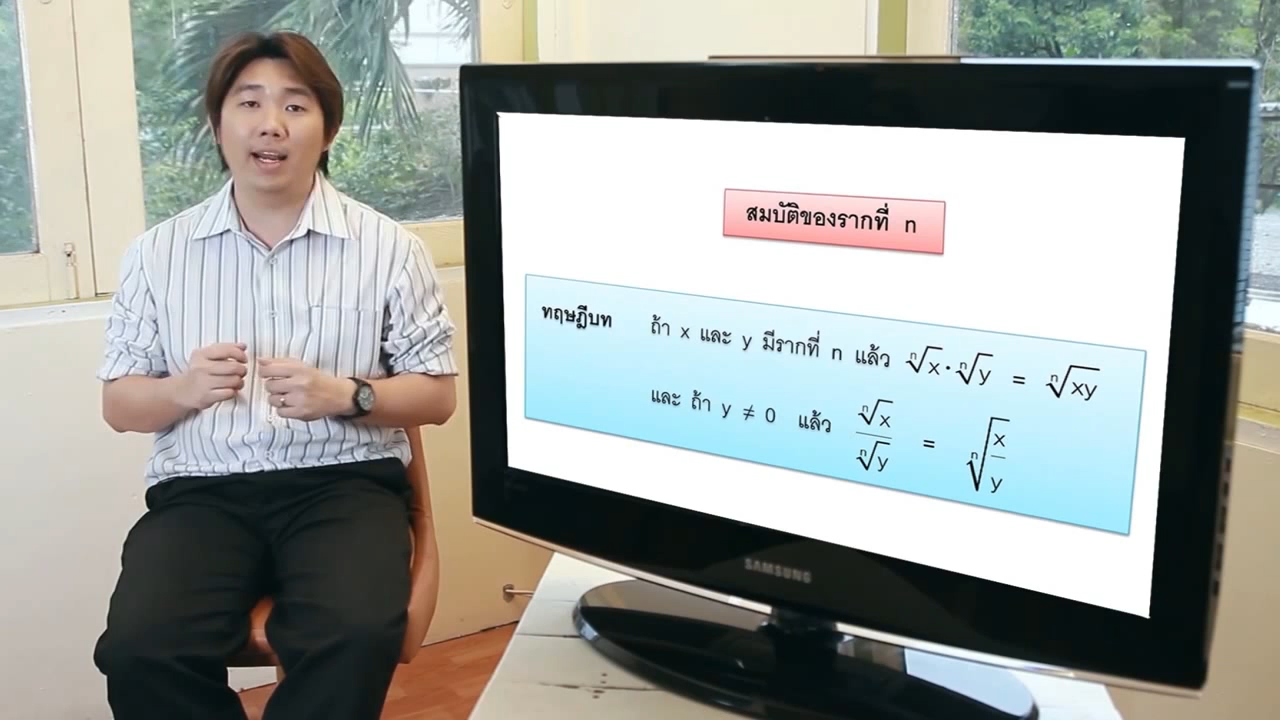 สมบัติของรากที่ n
ทฤษฎีบท ถ้า x และ y มีรากที่ n แล้ว ⁿ√x · ⁿ√y = ⁿ√xy
และ ถ้า y ≠ 0 แล้ว ⁿ√x / ⁿ√y = ⁿ√(x/y)
SAMSUNG